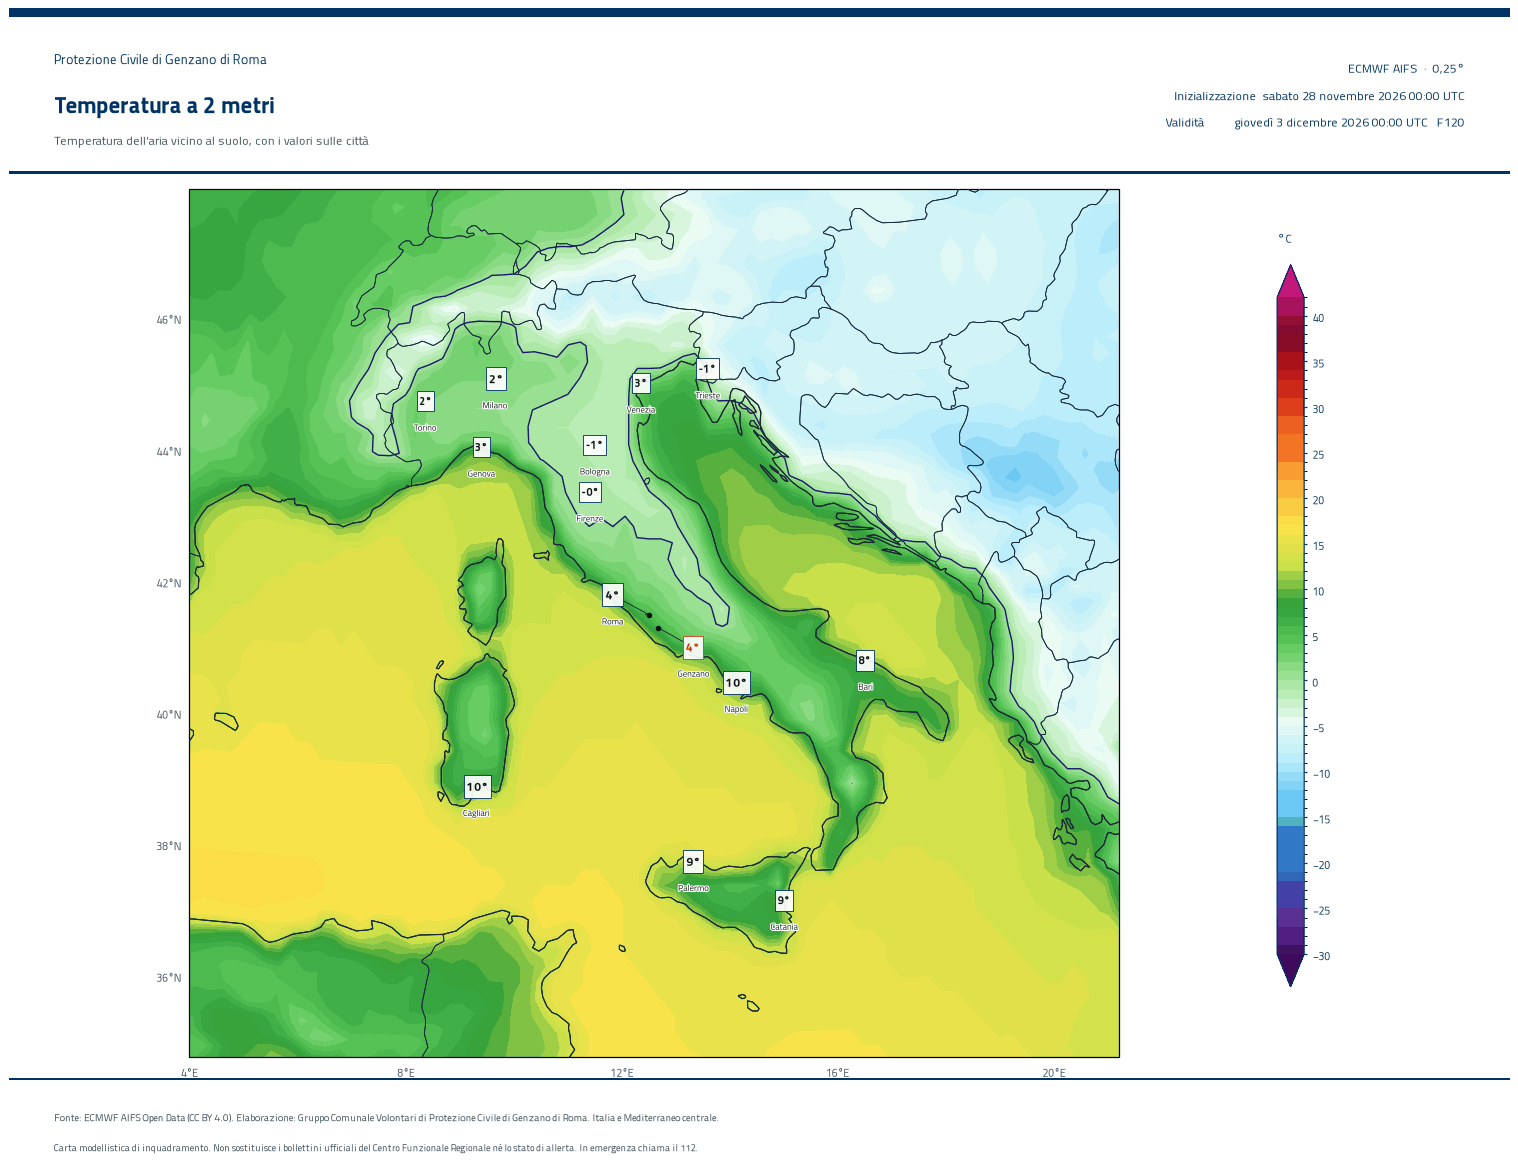 Protezione Civile di Genzano di Roma
Temperatura a 2 metri
Temperatura dell'aria vicino al suolo, con i valori sulle città
ECMWF AIFS · 0,25°
Inizializzazione sabato 28 novembre 2026 00:00 UTC
Validità giovedì 3 dicembre 2026 00:00 UTC F120
°C
40
35
30
25
20
15
10
5
0
−5
−10
−15
−20
−25
−30
46°N
44°N
42°N
40°N
38°N
36°N
4°E
8°E
12°E
16°E
20°E
-1°
Trieste
3°
Venezia
2°
Milano
2°
Torino
3°
Genova
-1°
Bologna
-0°
Firenze
4°
Roma
4°
Genzano
10°
Napoli
8°
Bari
10°
Cagliari
9°
Palermo
9°
Catania
Fonte: ECMWF AIFS Open Data (CC BY 4.0). Elaborazione: Gruppo Comunale Volontari di Protezione Civile di Genzano di Roma. Italia e Mediterraneo centrale.
Carta modellistica di inquadramento. Non sostituisce i bollettini ufficiali del Centro Funzionale Regionale né lo stato di allerta. In emergenza chiama il 112.